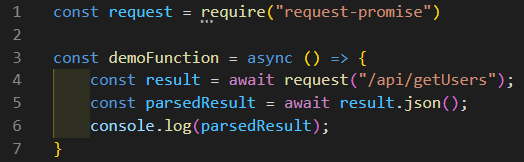 1 const request = require("request-promise")
2
3 const demoFunction = async () => {
4 const result = await request("/api/getUsers");
5 const parsedResult = await result.json();
6 console.log(parsedResult);
7 }